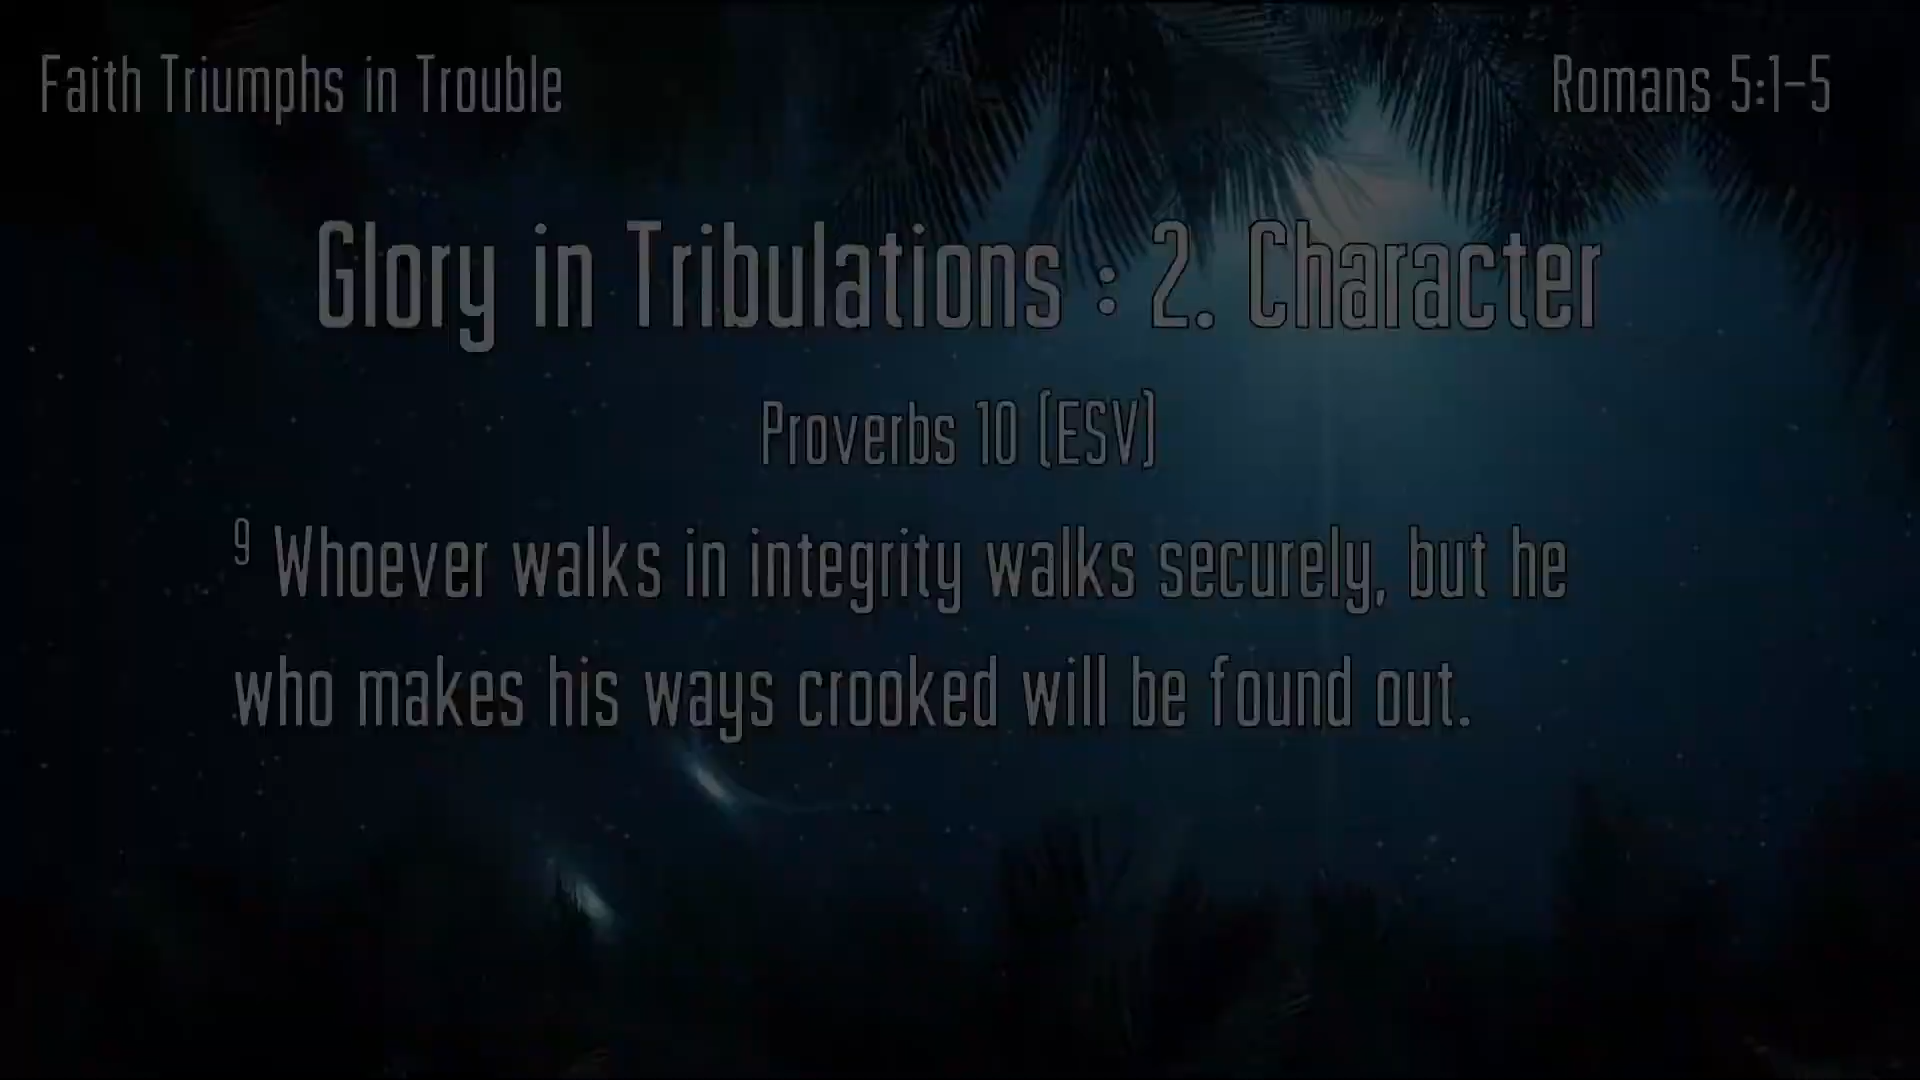 Faith Triumphs in Trouble
Romans 5:1-5
Glory in Tribulations : 2. Character
Proverbs 10 (ESV)
9 Whoever walks in integrity walks securely, but he
who makes his ways crooked will be found out.